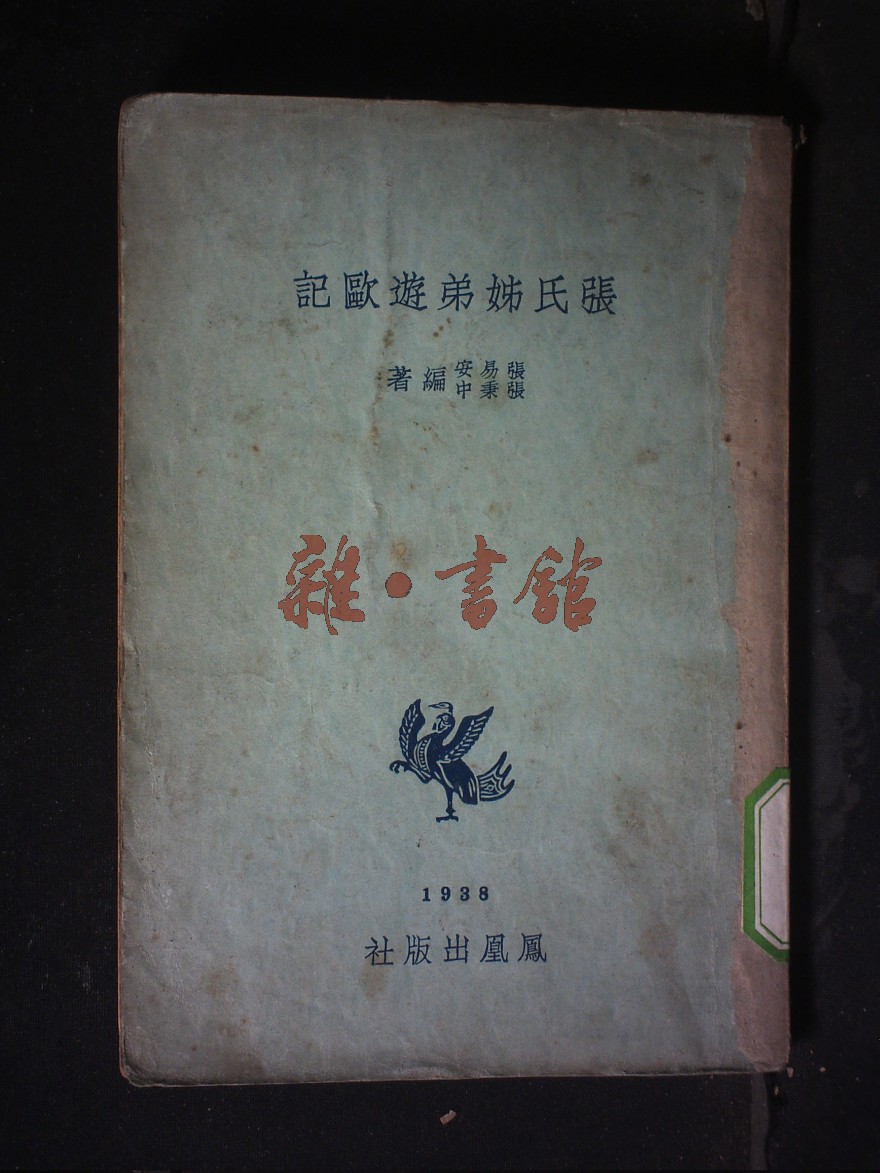 張氏姊弟遊歐記
張易安
張秉中
編著
雜•書館
1938
鳳凰出版社